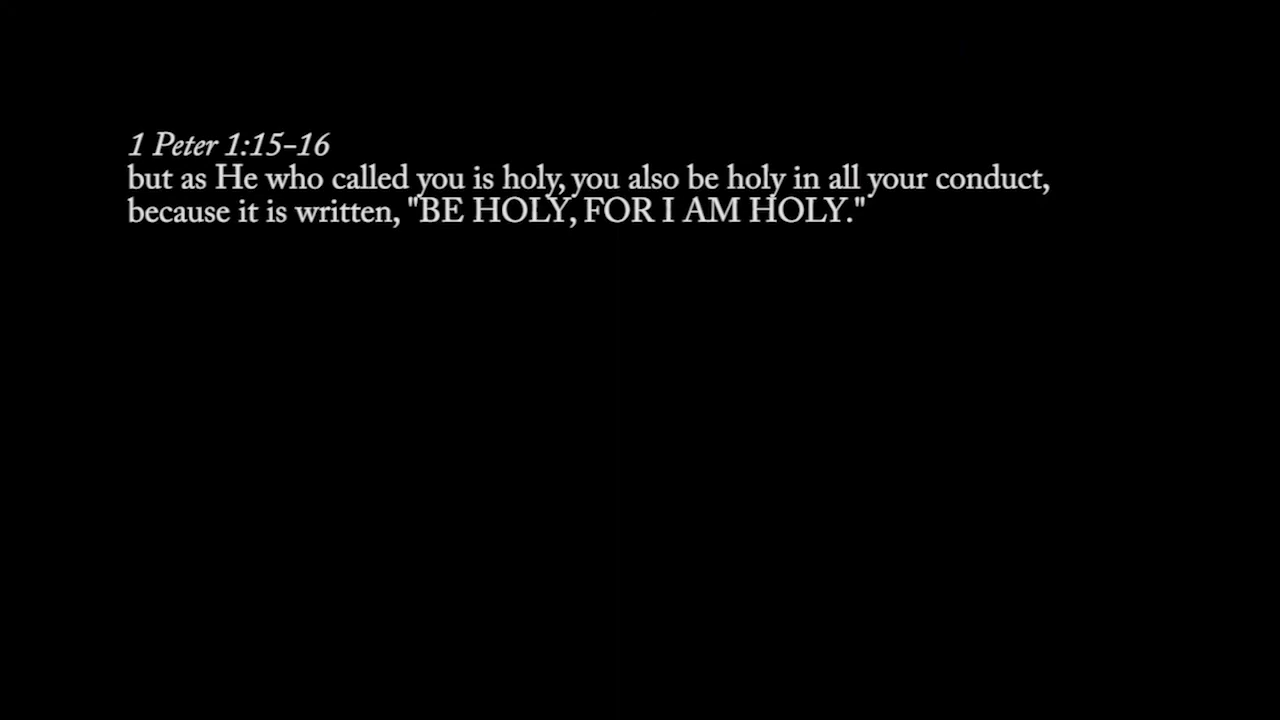 1 Peter 1:15-16
but as He who called you is holy, you also be holy in all your conduct,
because it is written, "BE HOLY, FOR I AM HOLY."